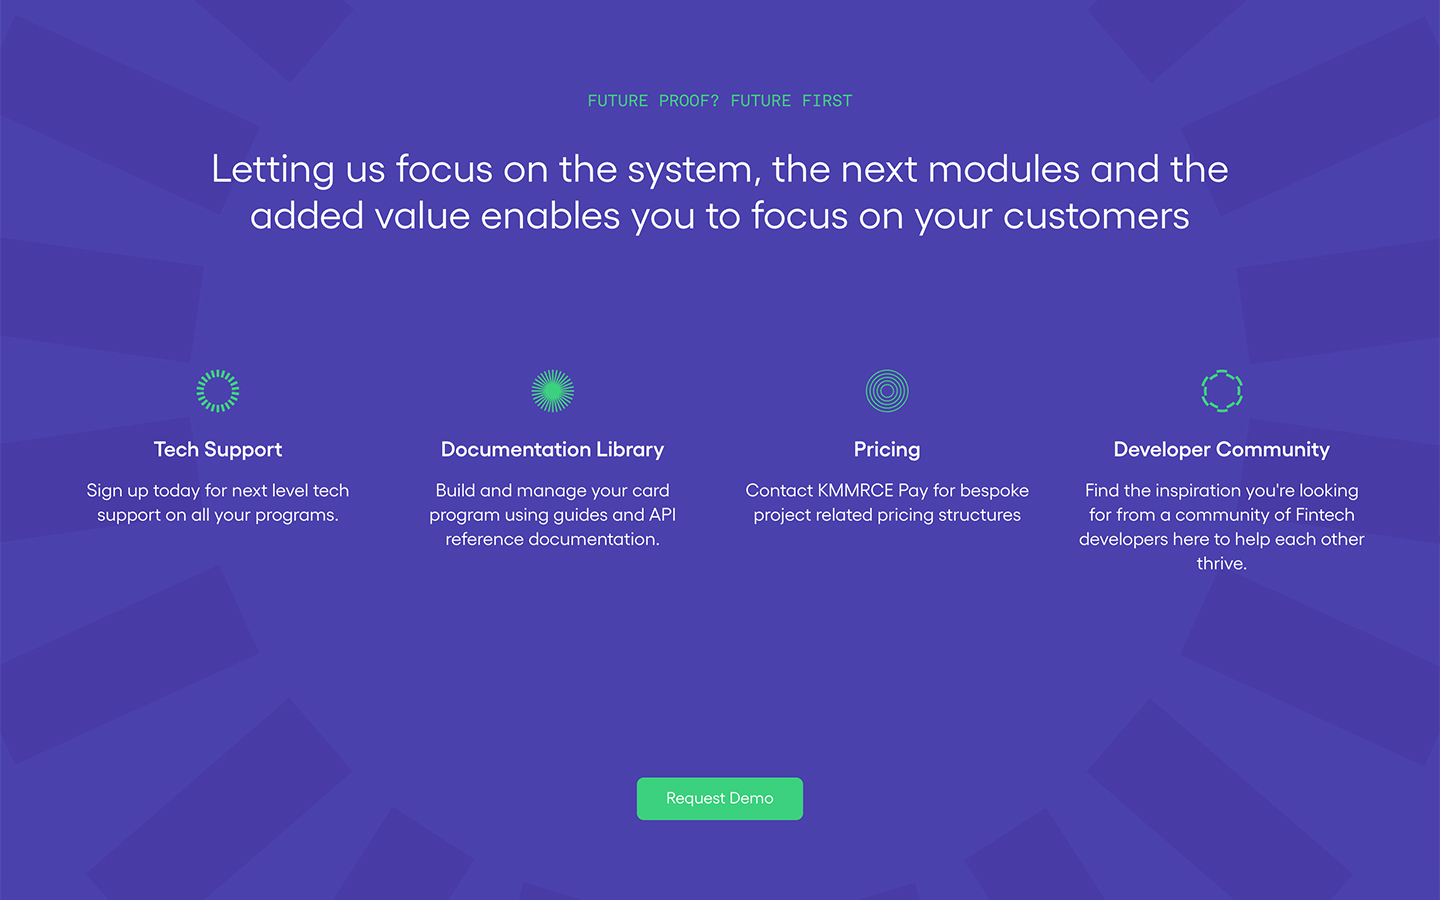 FUTURE PROOF? FUTURE FIRST
Letting us focus on the system, the next modules and the
added value enables you to focus on your customers
Tech Support
Sign up today for next level tech
support on all your programs.
Documentation Library
Build and manage your card
program using guides and API
reference documentation.
Pricing
Contact KMMRCE Pay for bespoke
project related pricing structures
Developer Community
Find the inspiration you're looking
for from a community of Fintech
developers here to help each other
thrive.
Request Demo